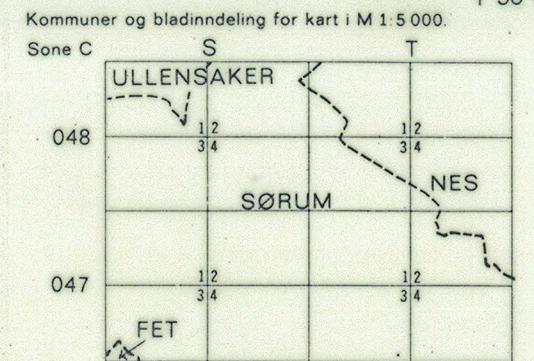 Kommuner og bladinndeling for kart i M 1:5 000.
Sone C S T
ULLENSAKER
048 1 2 1 2
3 4 3 4
NES
SØRUM
047 1 2 1 2
3 4 3 4
FET